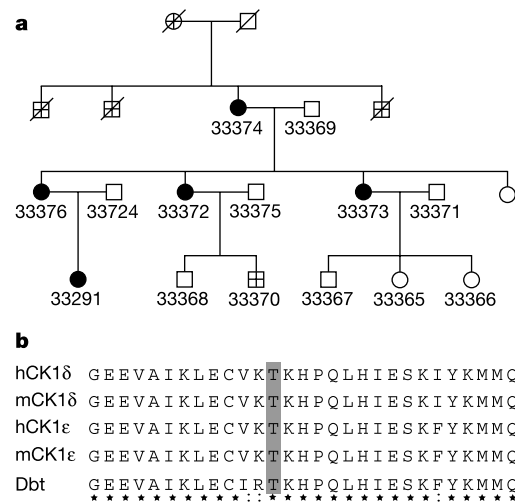 a
33374 33369
33376 33724 33372 33375 33373 33371
33291 33368 33370 33367 33365 33366
b
hCK1δ GEEVAIKLECVKTKHPQLHIESKIYKMMQ
mCK1δ GEEVAIKLECVKTKHPQLHIESKIYKMMQ
hCK1ε GEEVAIKLECVKTKHPQLHIESKFYKMMQ
mCK1ε GEEVAIKLECVKTKHPQLHIESKFYKMMQ
Dbt GEEVAIKLECIRTKHPQLHIESKFYKMMQ
★★★★★★★★★★::★★★★★★★★★★★:★★★★★